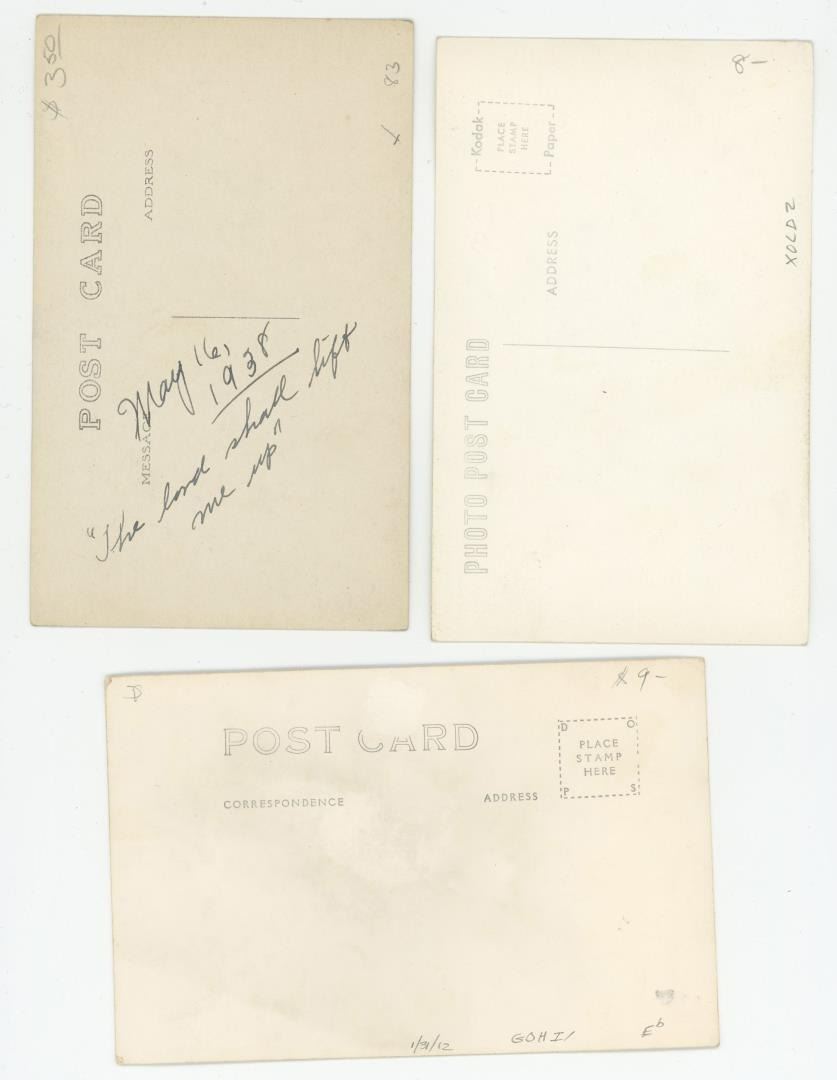 $ 3 50
83
x
POST CARD
ADDRESS
MESSAGE
May 16,
1938
"The lord shall lift
me up"
8-
Kodak
PLACE
STAMP
HERE
Paper
ADDRESS
PHOTO POST CARD
XOLD2
D
$ 9-
POST CARD
D O
PLACE
STAMP
HERE
P S
CORRESPONDENCE
ADDRESS
1/31/12
GOHI/
Eb